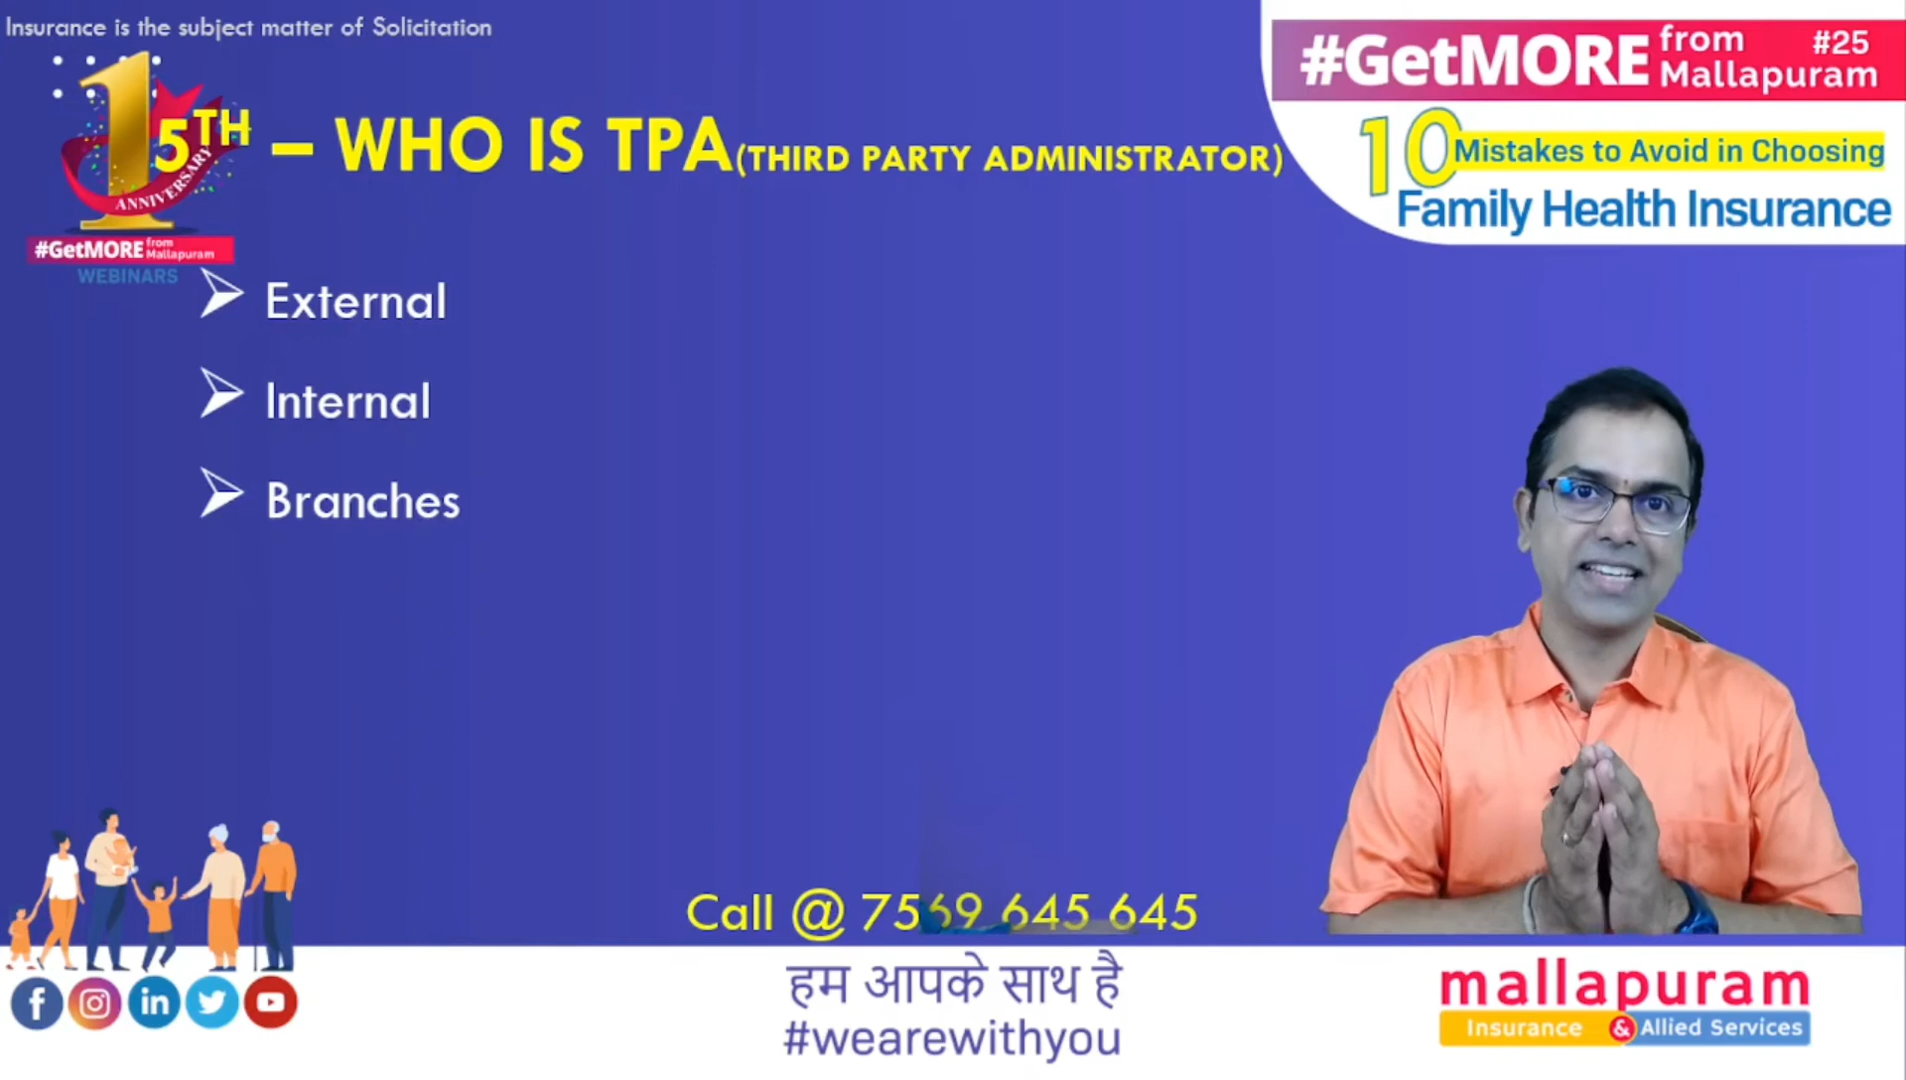 Insurance is the subject matter of Solicitation
#GetMORE from Mallapuram #25
10 Mistakes to Avoid in Choosing
Family Health Insurance
1
ANNIVERSARY
#GetMORE from Mallapuram
WEBINARS
5TH – WHO IS TPA(THIRD PARTY ADMINISTRATOR)
External
Internal
Branches
Call @ 7569 645 645
हम आपके साथ है
#wearewithyou
mallapuram
Insurance & Allied Services